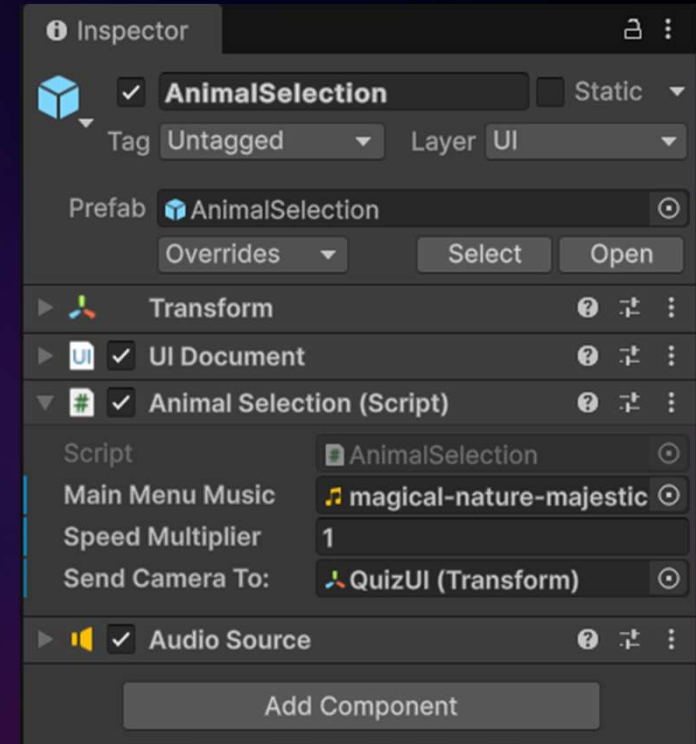 Inspector
AnimalSelection Static
Tag Untagged Layer UI
Prefab AnimalSelection
Overrides Select Open
Transform
UI UI Document
# Animal Selection (Script)
Script # AnimalSelection
Main Menu Music magical-nature-majestic
Speed Multiplier 1
Send Camera To: QuizUI (Transform)
Audio Source
Add Component